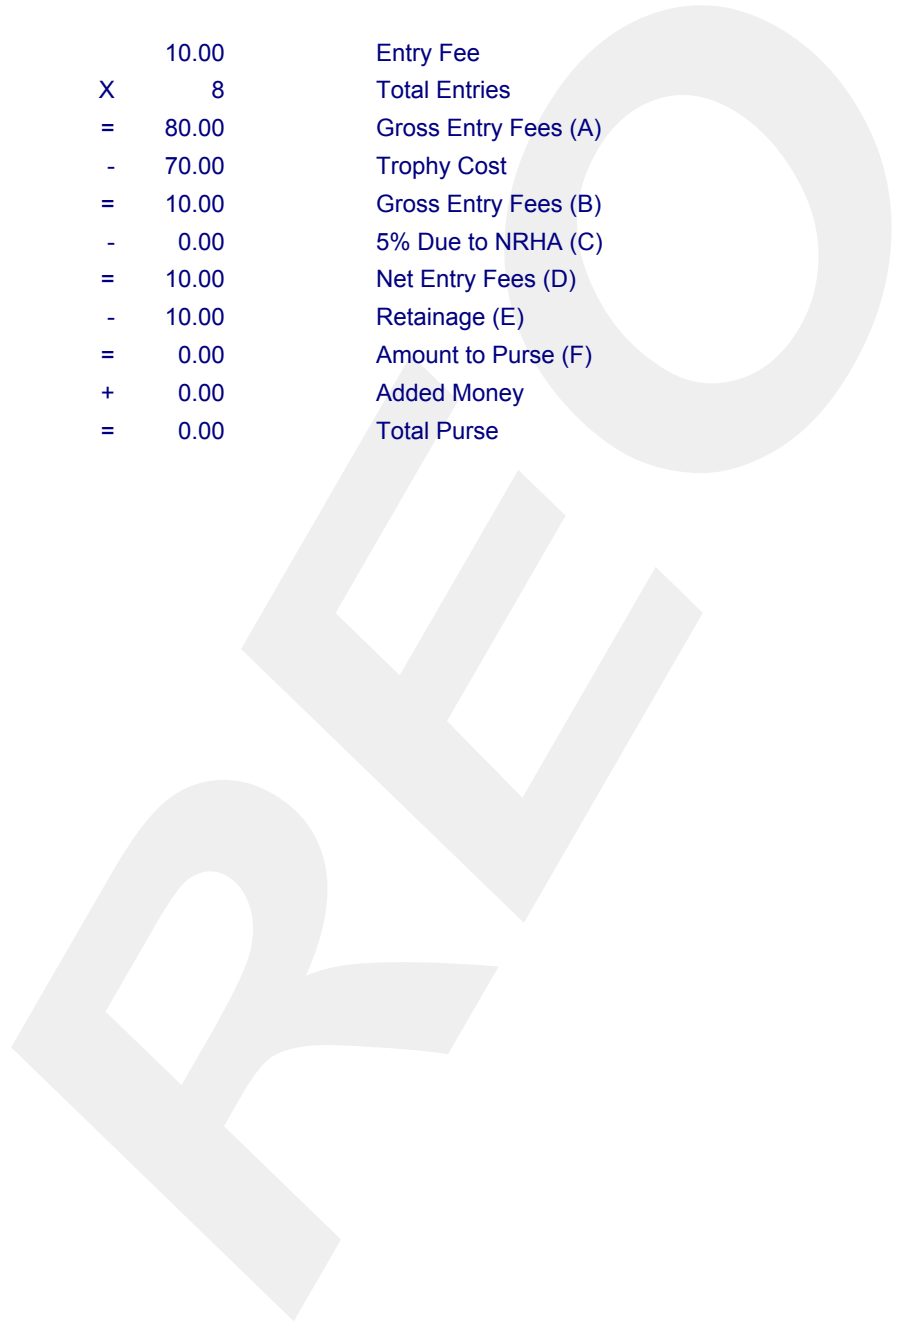 10.00 Entry Fee
X 8 Total Entries
= 80.00 Gross Entry Fees (A)
- 70.00 Trophy Cost
= 10.00 Gross Entry Fees (B)
- 0.00 5% Due to NRHA (C)
= 10.00 Net Entry Fees (D)
- 10.00 Retainage (E)
= 0.00 Amount to Purse (F)
+ 0.00 Added Money
= 0.00 Total Purse
REO